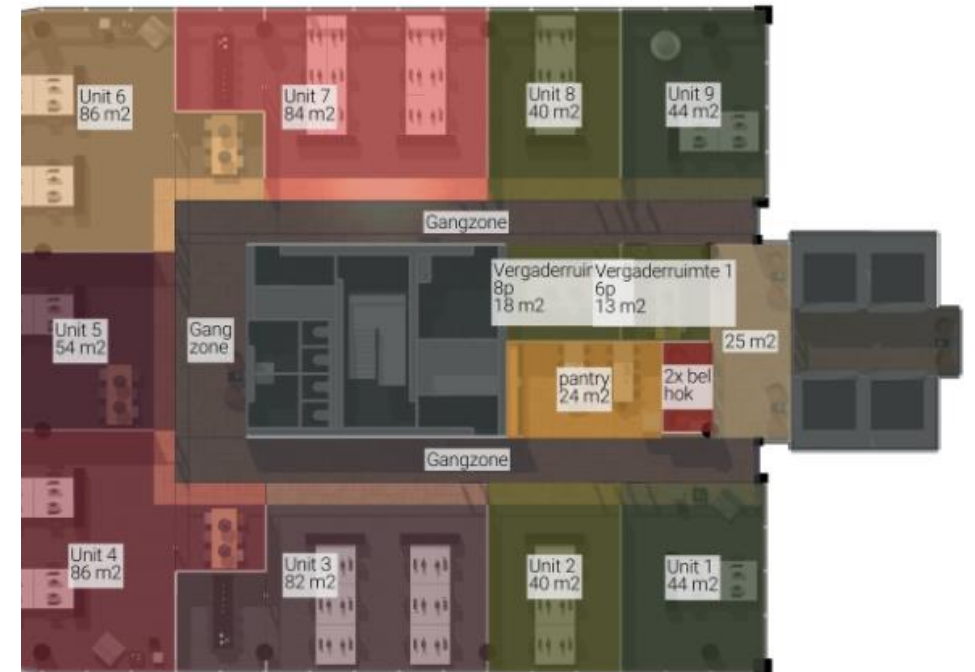 Unit 6
86 m2
Unit 7
84 m2
Unit 8
40 m2
Unit 9
44 m2
Gangzone
Vergaderruim
8p
18 m2
Vergaderruimte 1
6p
13 m2
Unit 5
54 m2
Gang
zone
25 m2
pantry
24 m2
2x bel
hok
Gangzone
Unit 4
86 m2
Unit 3
82 m2
Unit 2
40 m2
Unit 1
44 m2